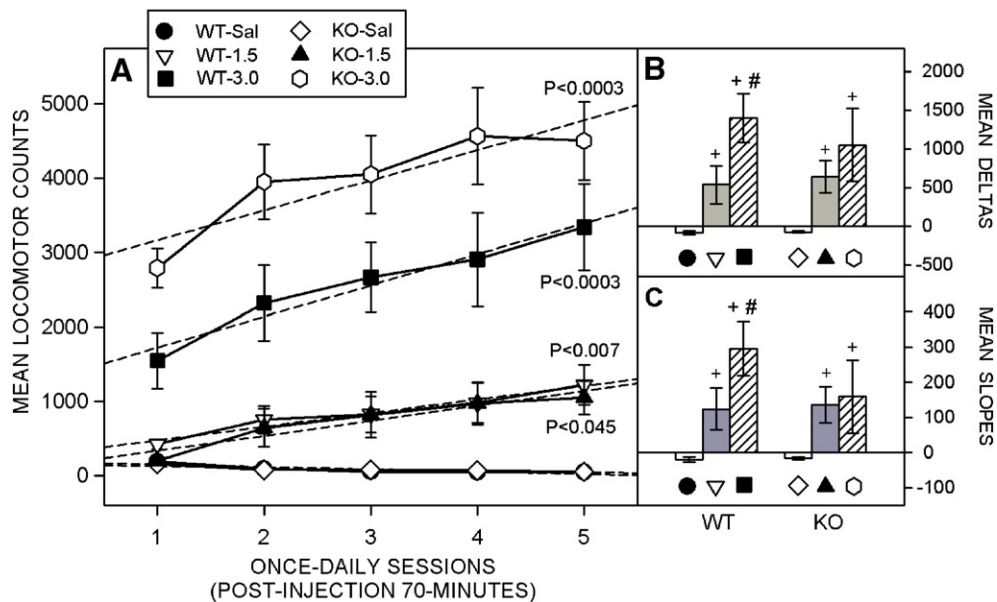 WT-Sal KO-Sal
WT-1.5 KO-1.5
WT-3.0 KO-3.0
A
MEAN LOCOMOTOR COUNTS
5000
4000
3000
2000
1000
0
P<0.0003
P<0.0003
P<0.007
P<0.045
1 2 3 4 5
ONCE-DAILY SESSIONS
(POST-INJECTION 70-MINUTES)
B
+ + # + +
2000
1500
1000
500
0
-500
MEAN DELTAS
C
+ + # + +
400
300
200
100
0
-100
MEAN SLOPES
WT KO